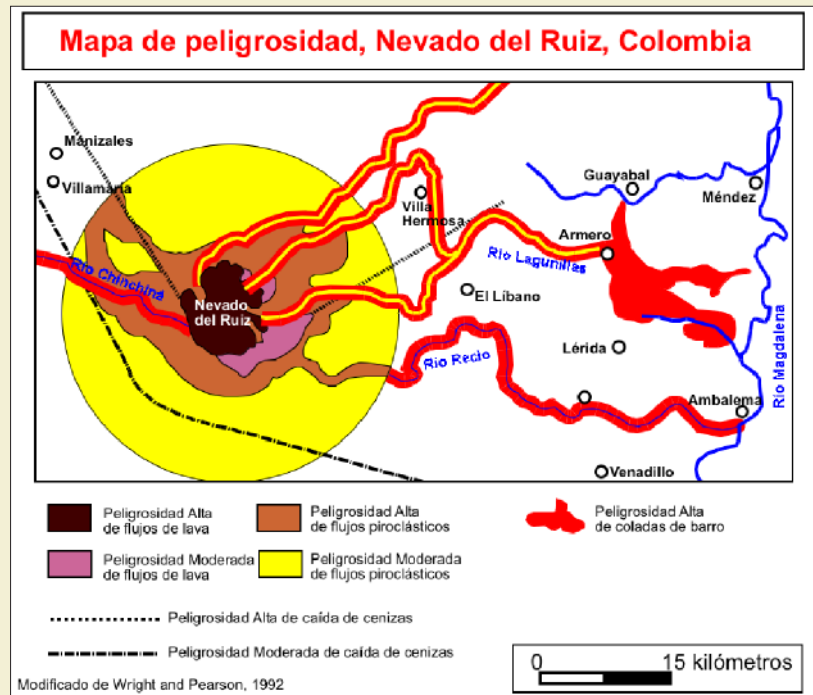 Mapa de peligrosidad, Nevado del Ruiz, Colombia
Manizales
Villamaría
Guayabal
Méndez
Villa
Hermosa
Armero
Río Lagunillas
Río Chinchiná
Nevado
del Ruiz
El Líbano
Río Magdalena
Lérida
Río Recio
Ambalema
Venadillo
Peligrosidad Alta
de flujos de lava
Peligrosidad Alta
de flujos piroclásticos
Peligrosidad Alta
de coladas de barro
Peligrosidad Moderada
de flujos de lava
Peligrosidad Moderada
de flujos piroclásticos
Peligrosidad Alta de caída de cenizas
Peligrosidad Moderada de caída de cenizas
0 15 kilómetros
Modificado de Wright and Pearson, 1992